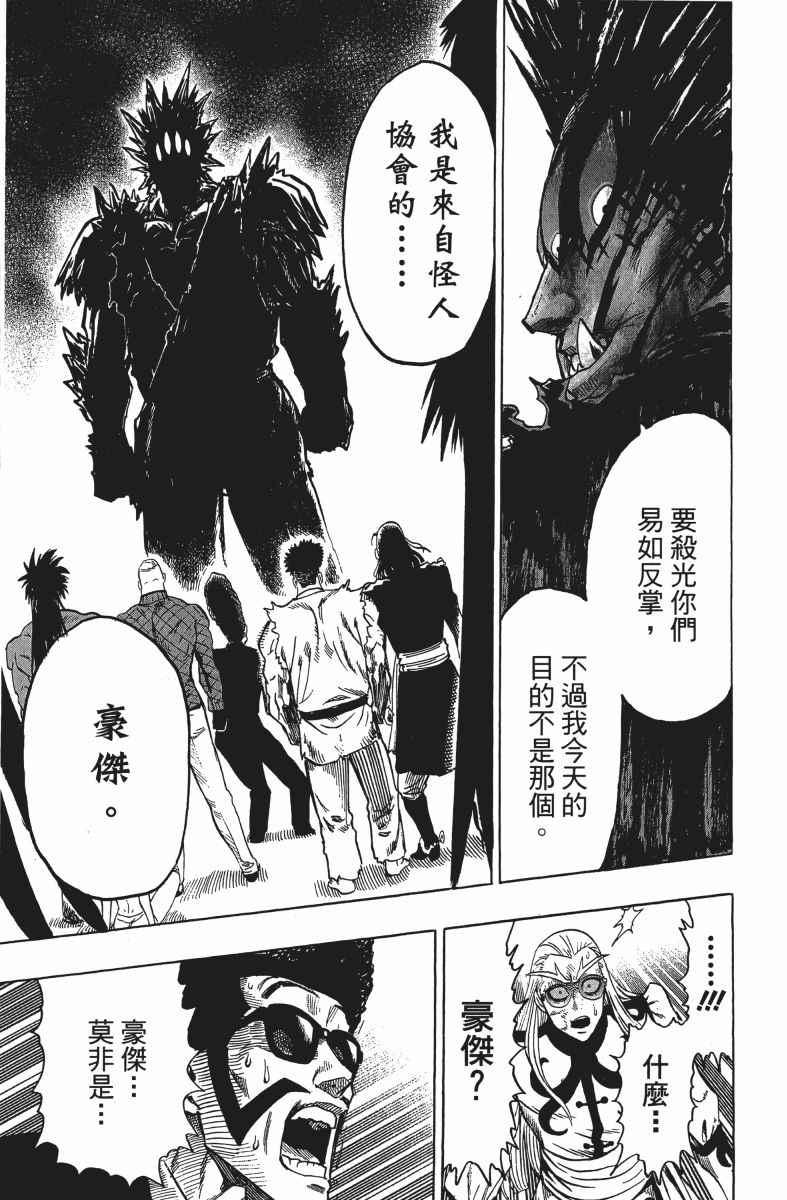 要殺光你們
易如反掌，
不過我今天的
目的不是那個。
我是來自怪人
協會的……
豪傑。
……!!!
什麼…
豪傑？
豪傑…
莫非是…